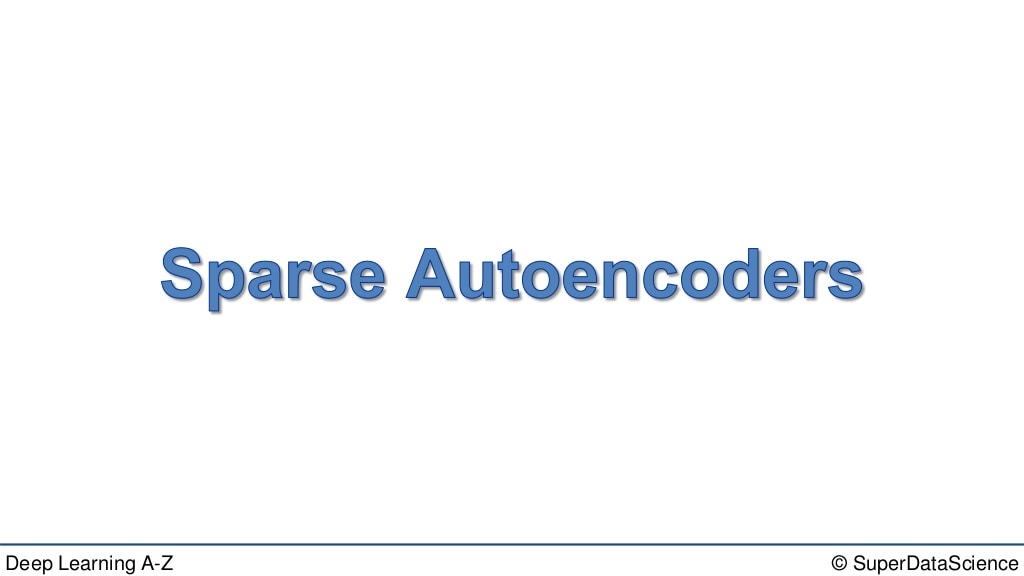 Sparse Autoencoders
Deep Learning A-Z
© SuperDataScience